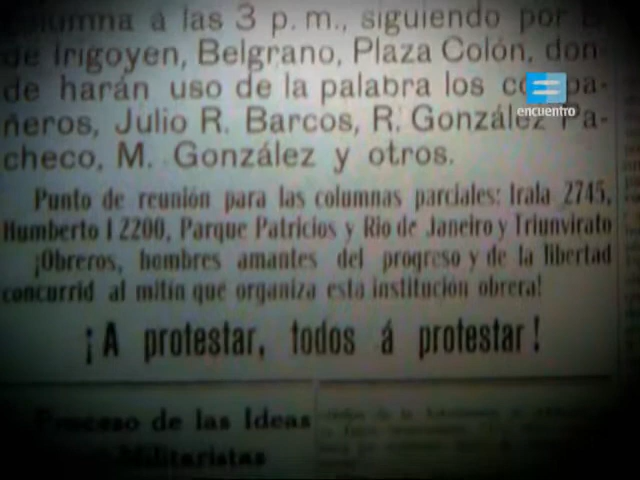 columna a las 3 p. m., siguiendo por B.
de Irigoyen, Belgrano, Plaza Colón, don-
de harán uso de la palabra los compa-
ñeros, Julio R. Barcos, R. González Pa-
checo, M. González y otros.
Punto de reunión para las columnas parciales: Irala 2745,
Humberto I 2200, Parque Patricios y Rio de Janeiro y Triunvirato
¡Obreros, hombres amantes del progreso y de la libertad
concurrid al mitín que organiza esta institución obrera!
¡A protestar, todos á protestar!
Proceso de las Ideas
Militaristas
encuentro